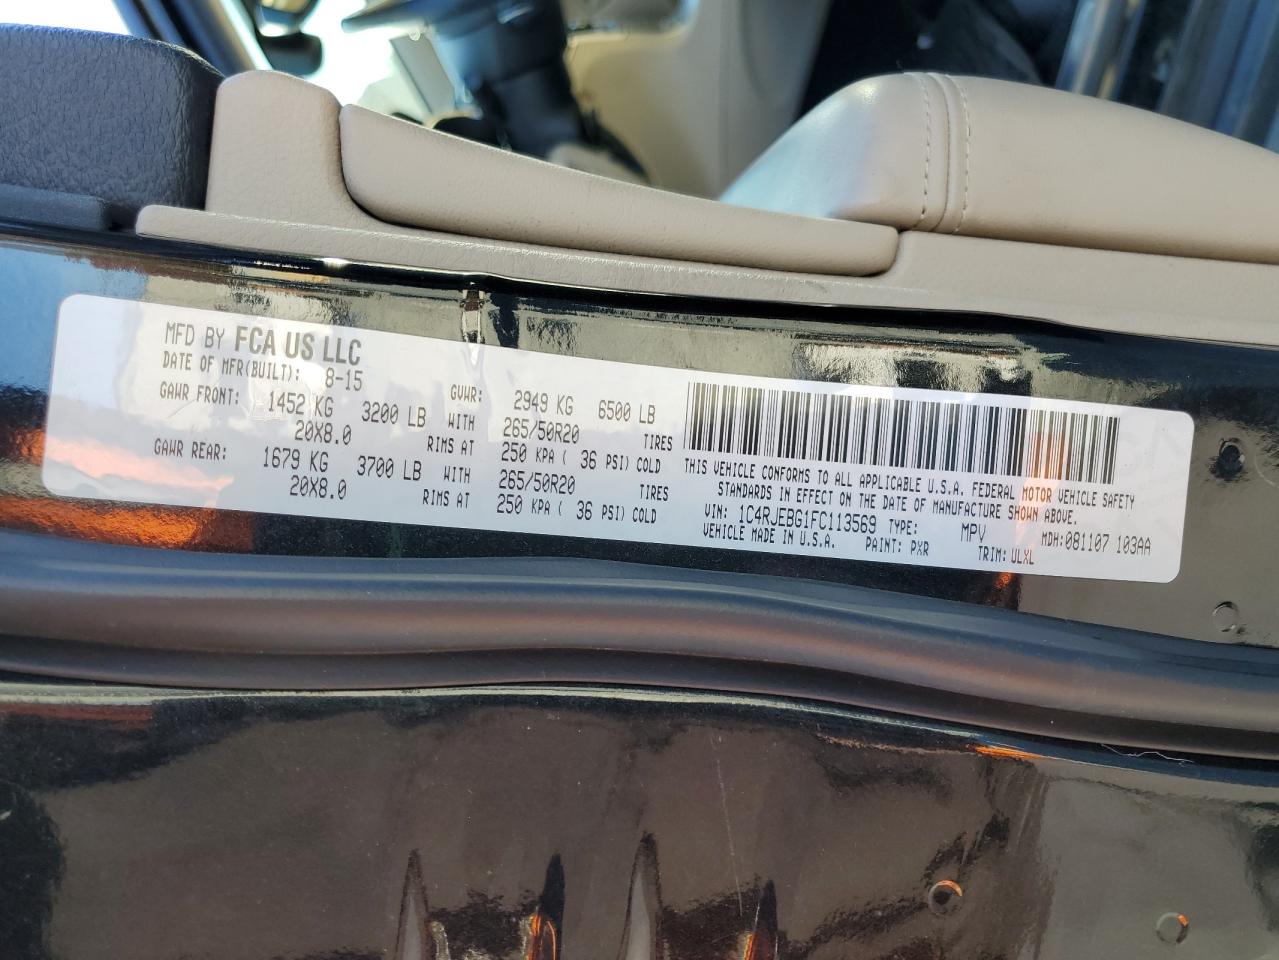 MFD BY FCA US LLC
DATE OF MFR(BUILT): 8-15 GVWR: 2949 KG 6500 LB
GAWR FRONT: 1452 KG 3200 LB WITH 265/50R20 TIRES
20X8.0 RIMS AT 250 KPA ( 36 PSI) COLD
GAWR REAR: 1679 KG 3700 LB WITH 265/50R20 TIRES
20X8.0 RIMS AT 250 KPA ( 36 PSI) COLD
THIS VEHICLE CONFORMS TO ALL APPLICABLE U.S.A. FEDERAL MOTOR VEHICLE SAFETY
STANDARDS IN EFFECT ON THE DATE OF MANUFACTURE SHOWN ABOVE.
VIN: 1C4RJEBG1FC113569 TYPE: MPV MDH:081107 103AA
VEHICLE MADE IN U.S.A. PAINT: PXR TRIM: ULXL